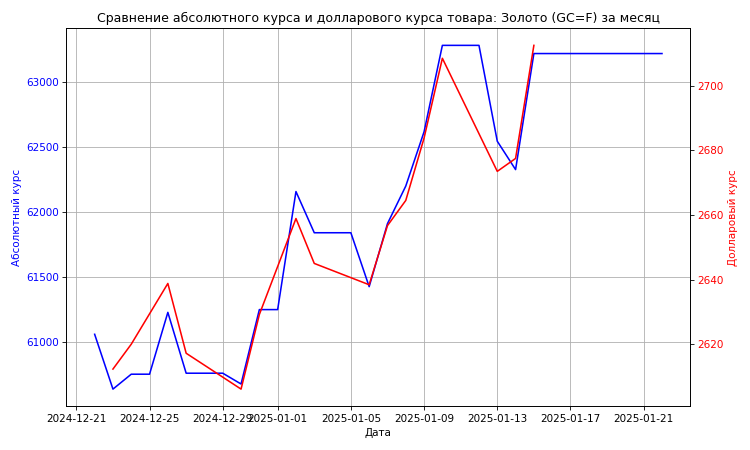 Сравнение абсолютного курса и долларового курса товара: Золото (GC=F) за месяц
63000
62500
62000
61500
61000
Абсолютный курс
2700
2680
2660
2640
2620
Долларовый курс
2024-12-21 2024-12-25 2024-12-29 2025-01-01 2025-01-05 2025-01-09 2025-01-13 2025-01-17 2025-01-21
Дата